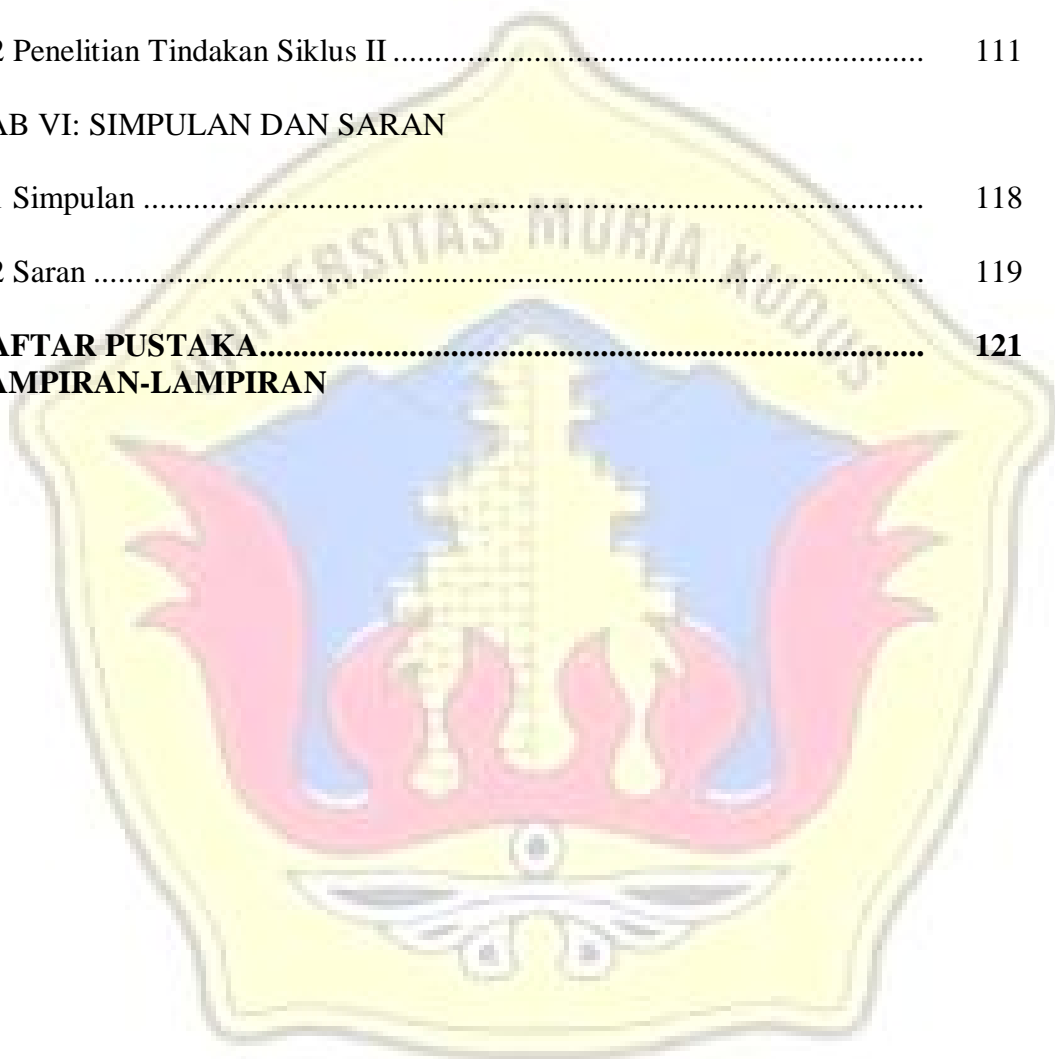 2 Penelitian Tindakan Siklus II ................................................................ 111
AB VI: SIMPULAN DAN SARAN
Simpulan ............................................................................................. 118
2 Saran ................................................................................................... 119
AFTAR PUSTAKA................................................................................ 121
AMPIRAN-LAMPIRAN
UNIVERSITAS MURIA KUDUS